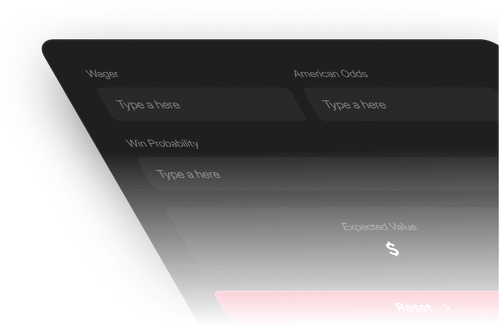 Wager American Odds
Type a here Type a here
Win Probability
Type a here
Expected Value
$
Reset